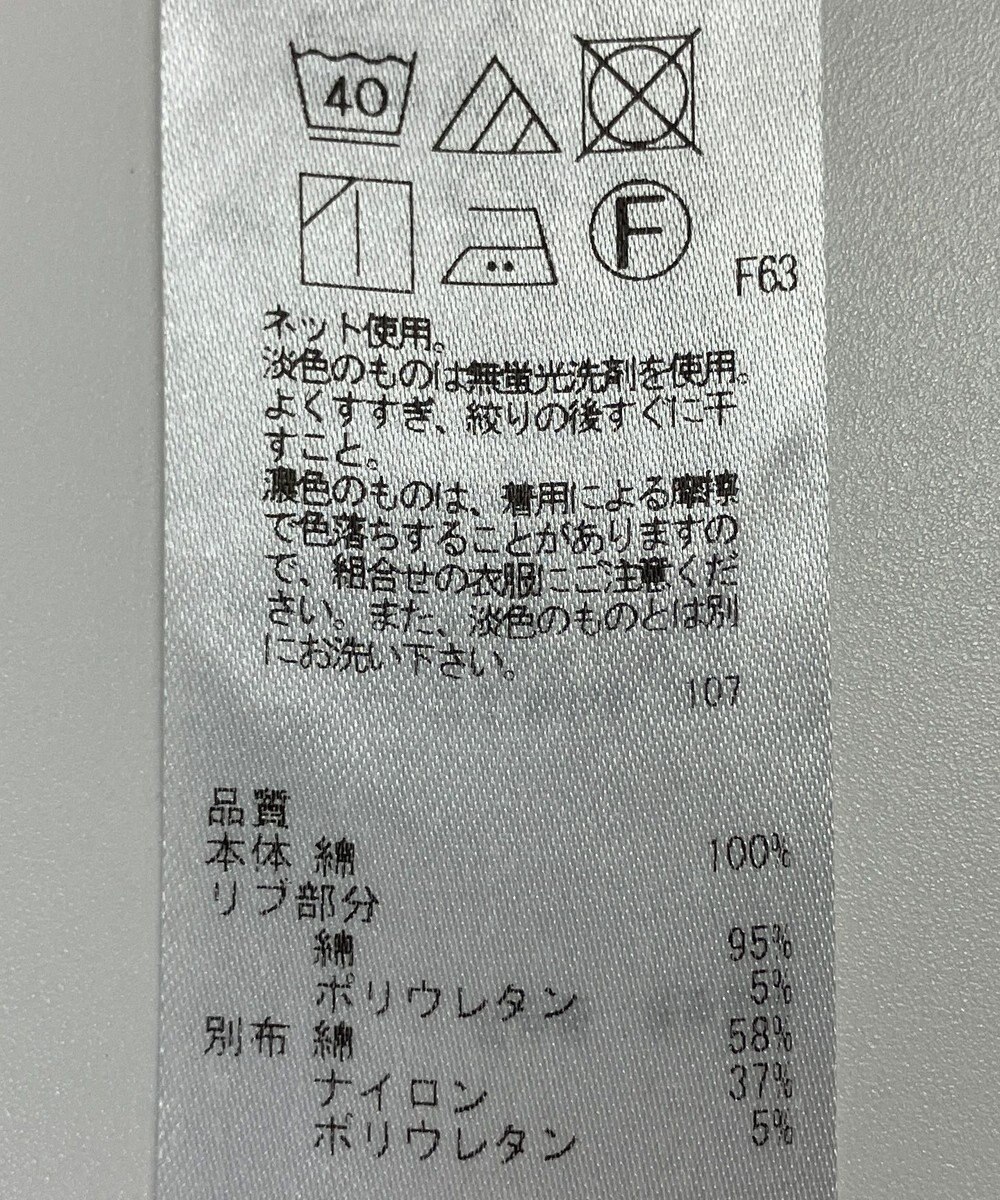 40
F
F63
ネット使用。
淡色のものは無蛍光洗剤を使用。
よくすすぎ、絞りの後すぐに干
すこと。
濃色のものは、着用による摩擦
で色落ちすることがありますの
で、組合せの衣服にご注意くだ
さい。また、淡色のものとは別
にお洗い下さい。
107
品質
本体 綿 100%
リブ部分
綿 95%
ポリウレタン 5%
別布 綿 58%
ナイロン 37%
ポリウレタン 5%